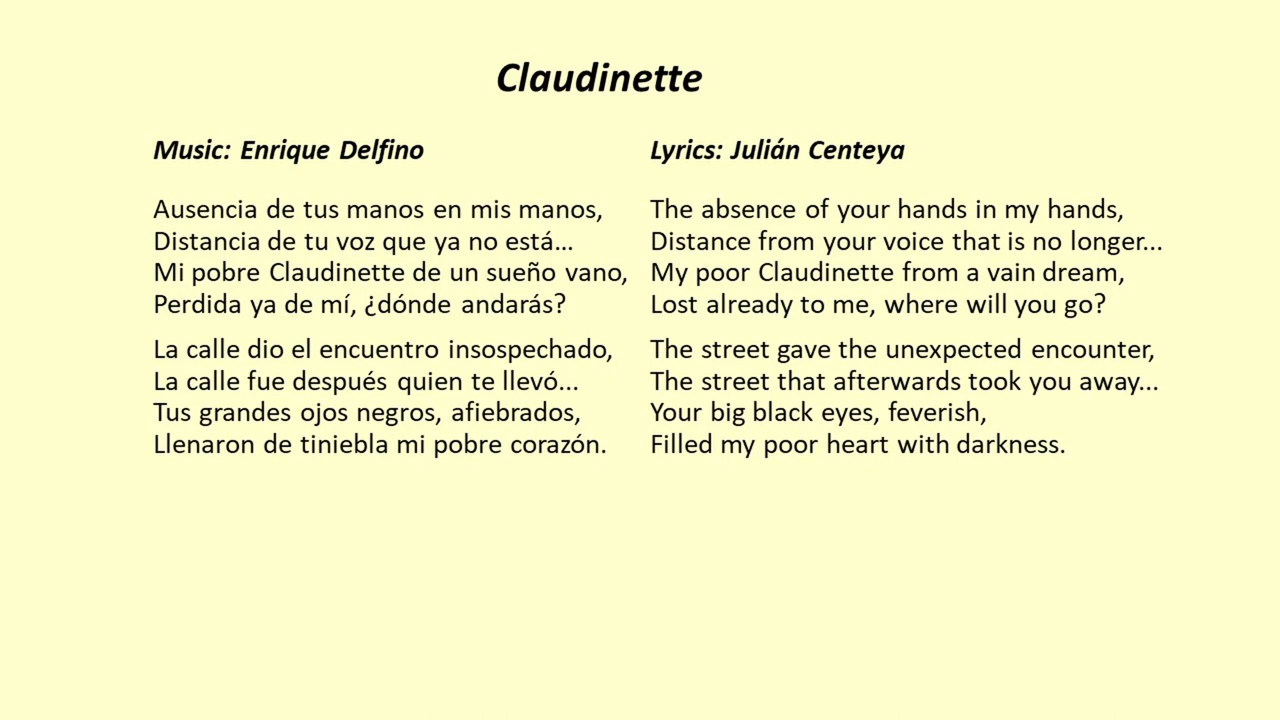 Claudinette
Music: Enrique Delfino
Lyrics: Julián Centeya
Ausencia de tus manos en mis manos,
Distancia de tu voz que ya no está...
Mi pobre Claudinette de un sueño vano,
Perdida ya de mí, ¿dónde andarás?
La calle dio el encuentro insospechado,
La calle fue después quien te llevó...
Tus grandes ojos negros, afiebrados,
Llenaron de tiniebla mi pobre corazón.
The absence of your hands in my hands,
Distance from your voice that is no longer...
My poor Claudinette from a vain dream,
Lost already to me, where will you go?
The street gave the unexpected encounter,
The street that afterwards took you away...
Your big black eyes, feverish,
Filled my poor heart with darkness.